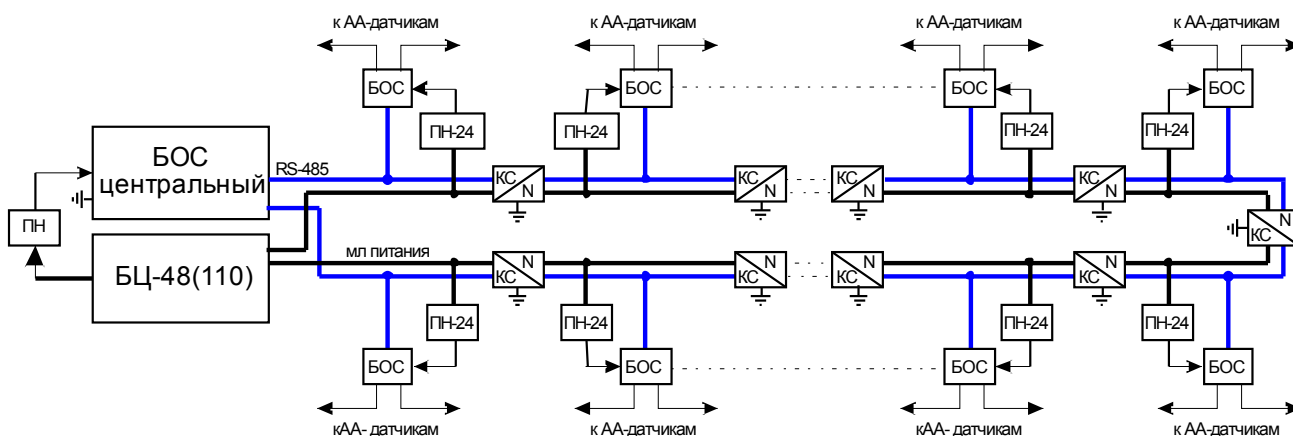 к АА-датчикам
к АА-датчикам
к АА-датчикам
к АА-датчикам
БОС
БОС
БОС
БОС
ПН-24
ПН-24
ПН-24
ПН-24
БОС
центральный
RS-485
КС
N
КС
N
КС
N
КС
N
ПН
N
КС
БЦ-48(110)
мл питания
N
КС
N
КС
N
КС
N
КС
ПН-24
ПН-24
ПН-24
ПН-24
БОС
БОС
БОС
БОС
кАА- датчикам
к АА-датчикам
кАА- датчикам
к АА-датчикам